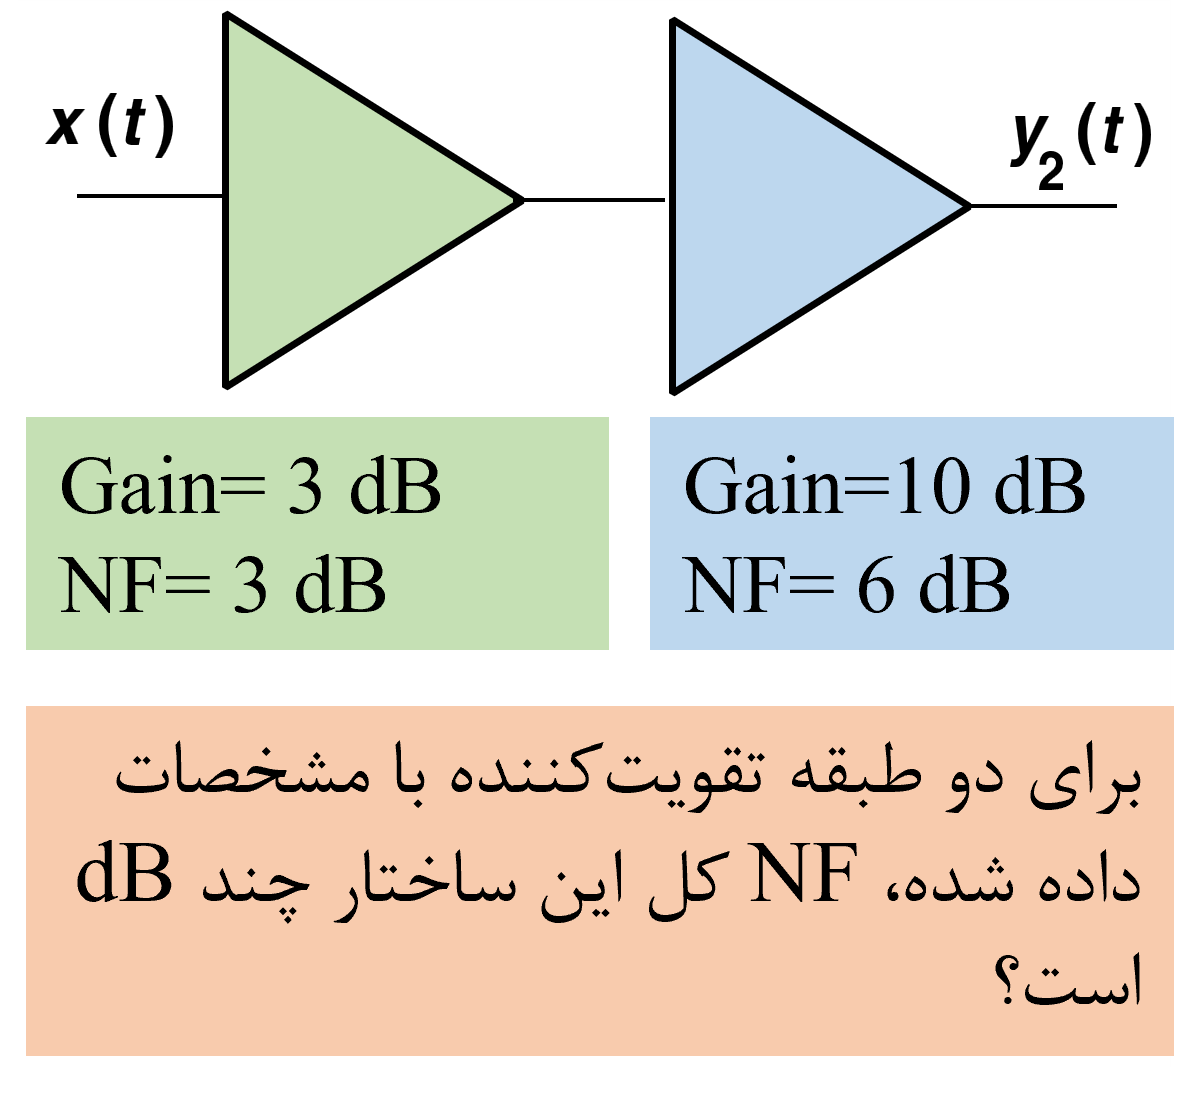 x(t)
y2(t)
Gain= 3 dB
NF= 3 dB
Gain=10 dB
NF= 6 dB
برای دو طبقه تقویت‌کننده با مشخصات
داده شده، NF کل این ساختار چند dB
است؟